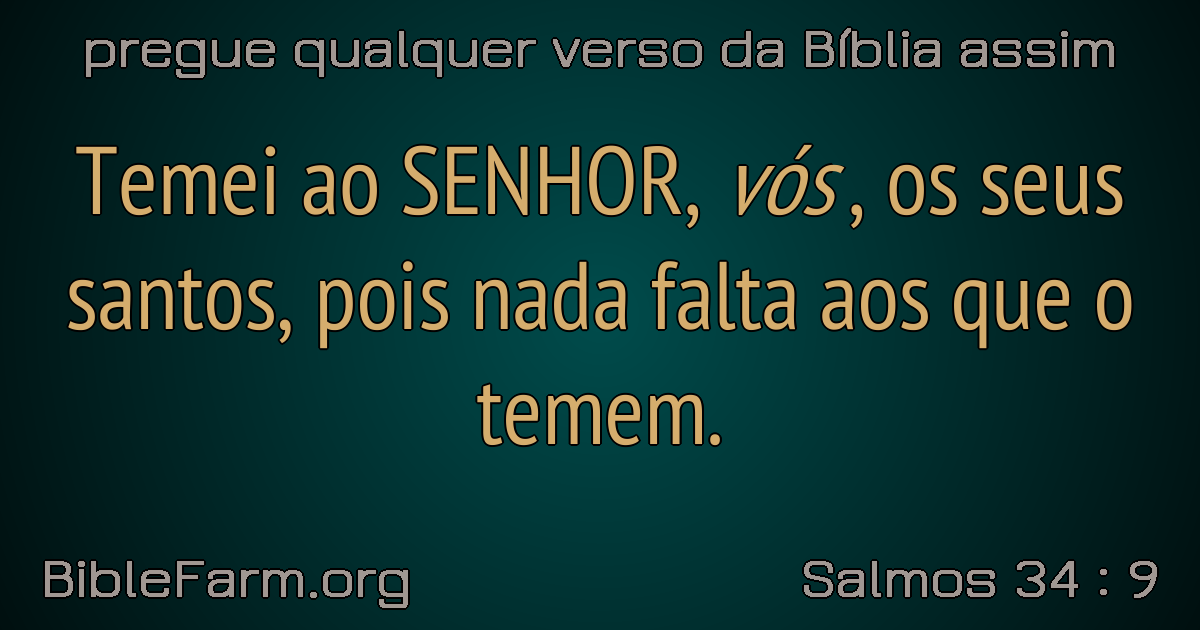 pregue qualquer verso da Bíblia assim
Temei ao SENHOR, vós, os seus
santos, pois nada falta aos que o
temem.
BibleFarm.org
Salmos 34 : 9